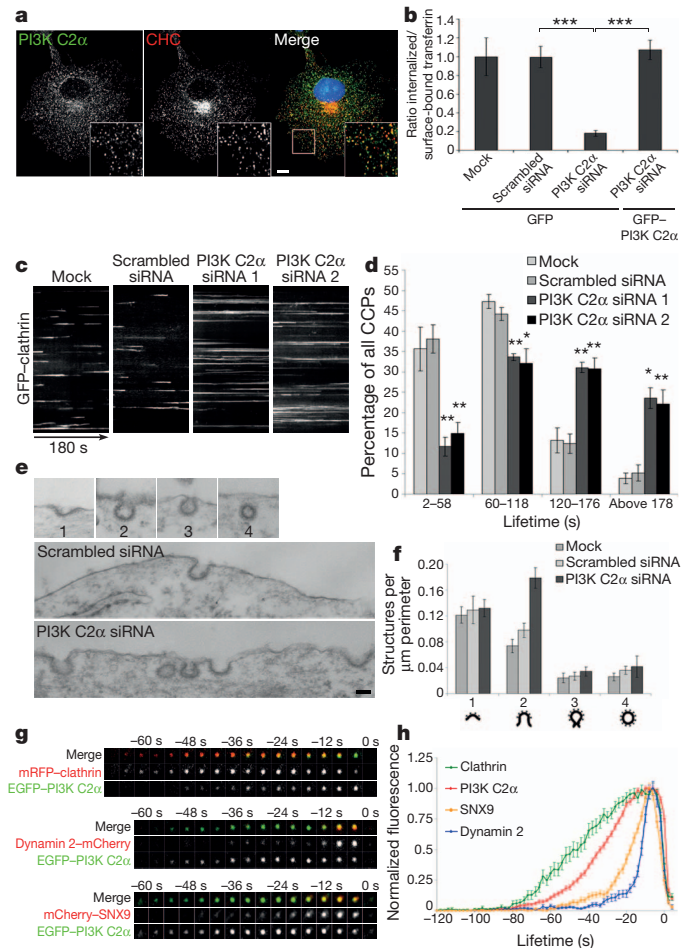 a
PI3K C2α
CHC
Merge
b
Ratio internalized/
surface-bound transferrin
1.4
1.2
1.0
0.8
0.6
0.4
0.2
0
*** ***
Mock
Scrambled
siRNA
PI3K C2α
siRNA
PI3K C2α
siRNA
GFP
GFP–
PI3K C2α
c
Mock
Scrambled
siRNA
PI3K C2α
siRNA 1
PI3K C2α
siRNA 2
GFP–clathrin
180 s
d
Percentage of all CCPs
55
50
45
40
35
30
25
20
15
10
5
0
Mock
Scrambled siRNA
PI3K C2α siRNA 1
PI3K C2α siRNA 2
** ** ** * ** ** * **
2–58 60–118 120–176 Above 178
Lifetime (s)
e
1 2 3 4
Scrambled siRNA
PI3K C2α siRNA
f
Structures per
μm perimeter
0.20
0.16
0.12
0.08
0.04
0
Mock
Scrambled siRNA
PI3K C2α siRNA
1 2 3 4
g
–60 s –48 s –36 s –24 s –12 s 0 s
Merge
mRFP–clathrin
EGFP–PI3K C2α
–60 s –48 s –36 s –24 s –12 s 0 s
Merge
Dynamin 2–mCherry
EGFP–PI3K C2α
–60 s –48 s –36 s –24 s –12 s 0 s
Merge
mCherry–SNX9
EGFP–PI3K C2α
h
Normalized fluorescence
1.25
1.00
0.75
0.50
0.25
0
Clathrin
PI3K C2α
SNX9
Dynamin 2
–120 –100 –80 –60 –40 –20 0
Lifetime (s)